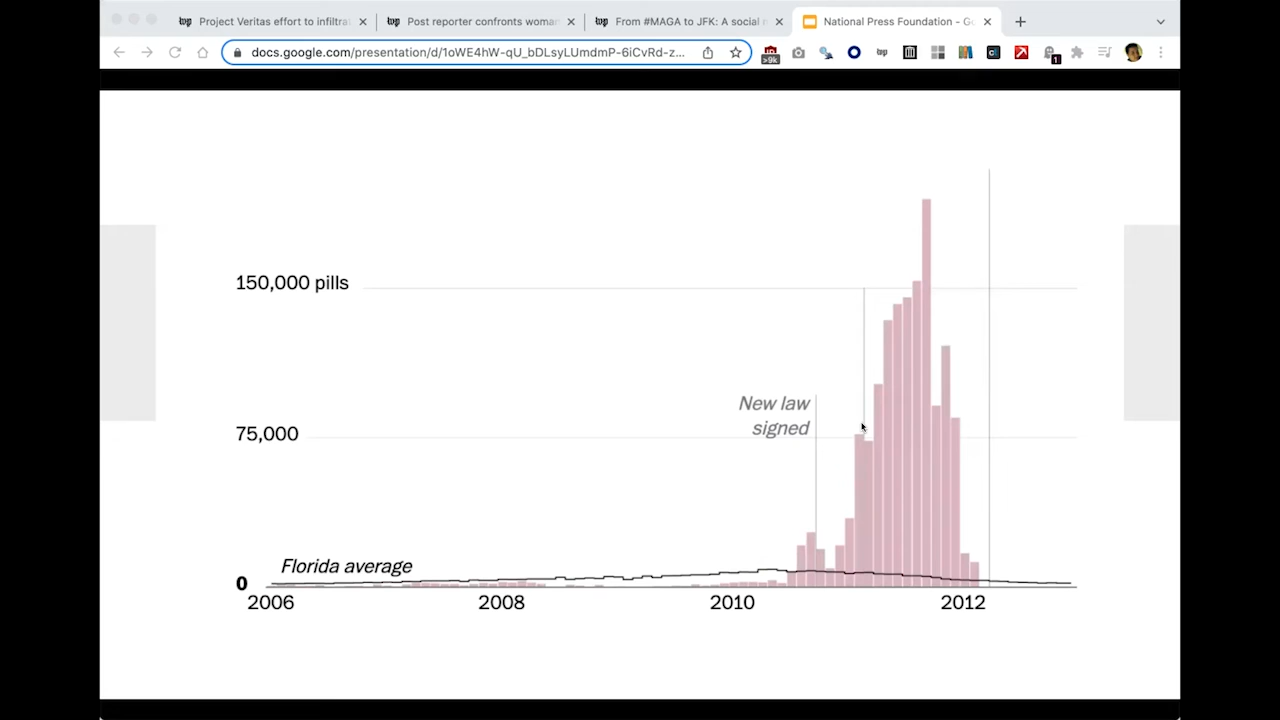 Project Veritas effort to infiltra
Post reporter confronts woman
From #MAGA to JFK: A social
National Press Foundation - G
docs.google.com/presentation/d/1oWE4hW-qU_bDLsyLUmdmP-6iCvRd-z...
>9k
1
150,000 pills
New law
signed
75,000
Florida average
0
2006
2008
2010
2012